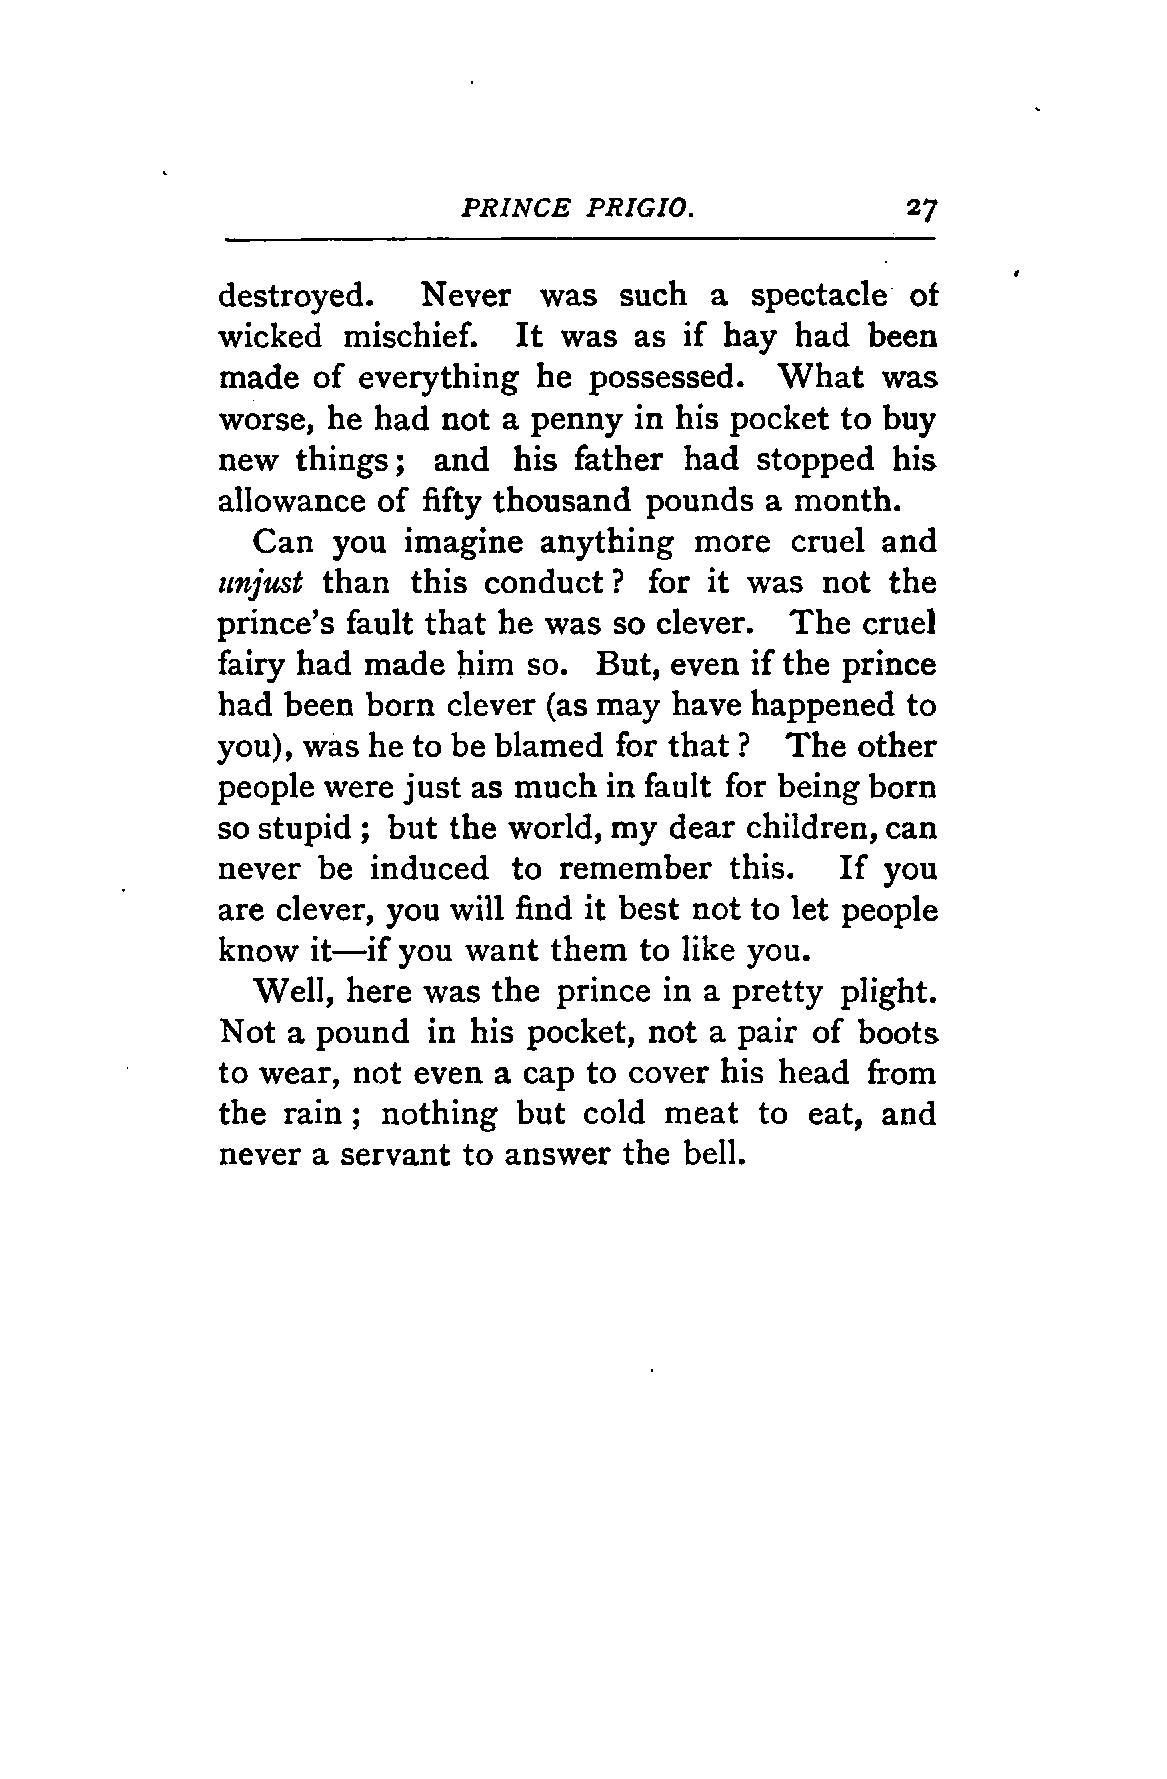 PRINCE PRIGIO. 27
destroyed. Never was such a spectacle of
wicked mischief. It was as if hay had been
made of everything he possessed. What was
worse, he had not a penny in his pocket to buy
new things; and his father had stopped his
allowance of fifty thousand pounds a month.
Can you imagine anything more cruel and
unjust than this conduct? for it was not the
prince's fault that he was so clever. The cruel
fairy had made him so. But, even if the prince
had been born clever (as may have happened to
you), was he to be blamed for that? The other
people were just as much in fault for being born
so stupid; but the world, my dear children, can
never be induced to remember this. If you
are clever, you will find it best not to let people
know it—if you want them to like you.
Well, here was the prince in a pretty plight.
Not a pound in his pocket, not a pair of boots
to wear, not even a cap to cover his head from
the rain; nothing but cold meat to eat, and
never a servant to answer the bell.